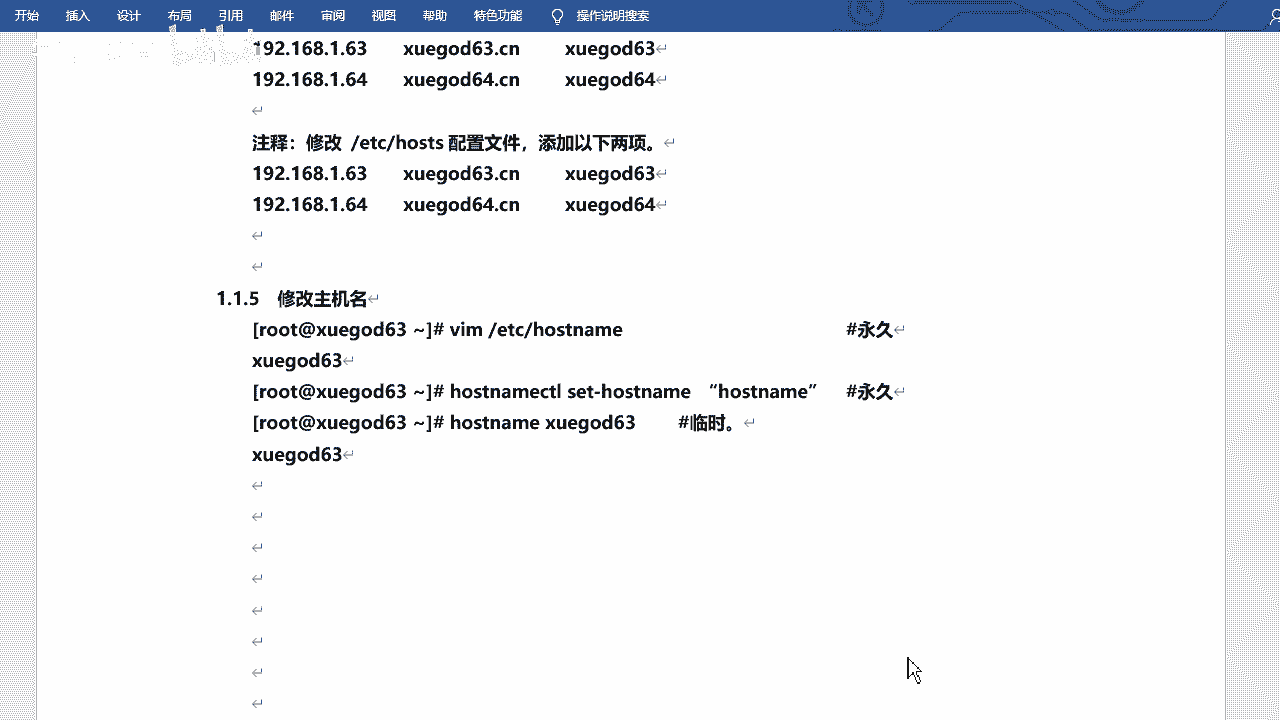 开始 插入 设计 布局 引用 邮件 审阅 视图 帮助 特色功能 操作说明搜索
192.168.1.63 xuegod63.cn xuegod63
192.168.1.64 xuegod64.cn xuegod64
注释：修改 /etc/hosts 配置文件，添加以下两项。
192.168.1.63 xuegod63.cn xuegod63
192.168.1.64 xuegod64.cn xuegod64
1.1.5 修改主机名
[root@xuegod63 ~]# vim /etc/hostname #永久
xuegod63
[root@xuegod63 ~]# hostnamectl set-hostname “hostname” #永久
[root@xuegod63 ~]# hostname xuegod63 #临时。
xuegod63